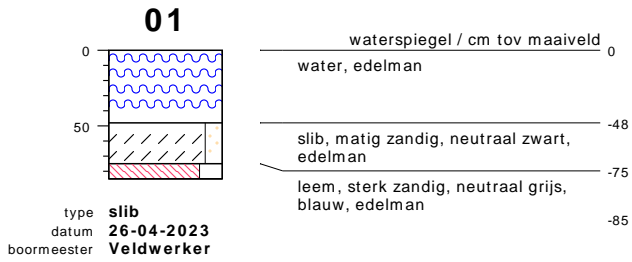 01
waterspiegel / cm tov maaiveld
0
0
water, edelman
50
-48
slib, matig zandig, neutraal zwart,
edelman
-75
leem, sterk zandig, neutraal grijs,
blauw, edelman
-85
type slib
datum 26-04-2023
boormeester Veldwerker